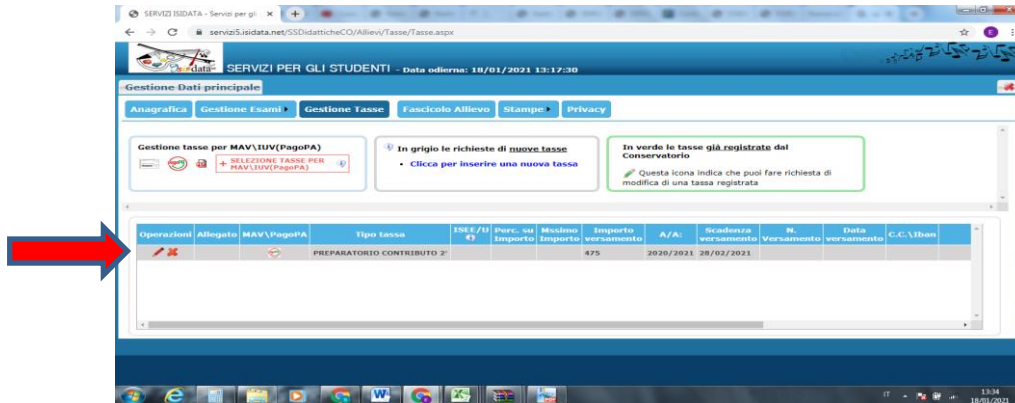 SERVIZI ISIDATA - Servizi per gli
servizi5.isidata.net/SSDidatticheCO/Allievi/Tasse/Tasse.aspx
E
SERVIZI PER GLI STUDENTI - Data odierna: 18/01/2021 13:17:30
Gestione Dati principale
Anagrafica Gestione Esami Gestione Tasse Fascicolo Allievo Stampe Privacy
Gestione tasse per MAV\IUV(PagoPA)
+ SELEZIONE TASSE PER MAV\IUV(PagoPA)
In grigio le richieste di nuove tasse
• Clicca per inserire una nuova tassa
In verde le tasse già registrate dal
Conservatorio
Questa icona indica che puoi fare richiesta di
modifica di una tassa registrata
Operazioni Allegato MAV\PagoPA Tipo tassa ISEE/U Perc. su Importo Mssimo Importo Importo versamento A/A: Scadenza versamento N. Versamento Data versamento C.C.\Iban
PREPARATORIO CONTRIBUTO 2' 475 2020/2021 28/02/2021
IT 13:34
18/01/2021